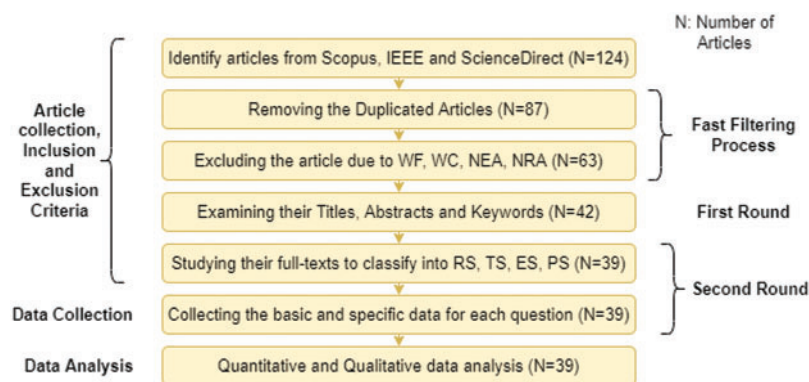 N: Number of
Articles
Identify articles from Scopus, IEEE and ScienceDirect (N=124)
Removing the Duplicated Articles (N=87)
Excluding the article due to WF, WC, NEA, NRA (N=63)
Examining their Titles, Abstracts and Keywords (N=42)
Studying their full-texts to classify into RS, TS, ES, PS (N=39)
Collecting the basic and specific data for each question (N=39)
Quantitative and Qualitative data analysis (N=39)
Article
collection,
Inclusion
and
Exclusion
Criteria
Data Collection
Data Analysis
Fast Filtering
Process
First Round
Second Round